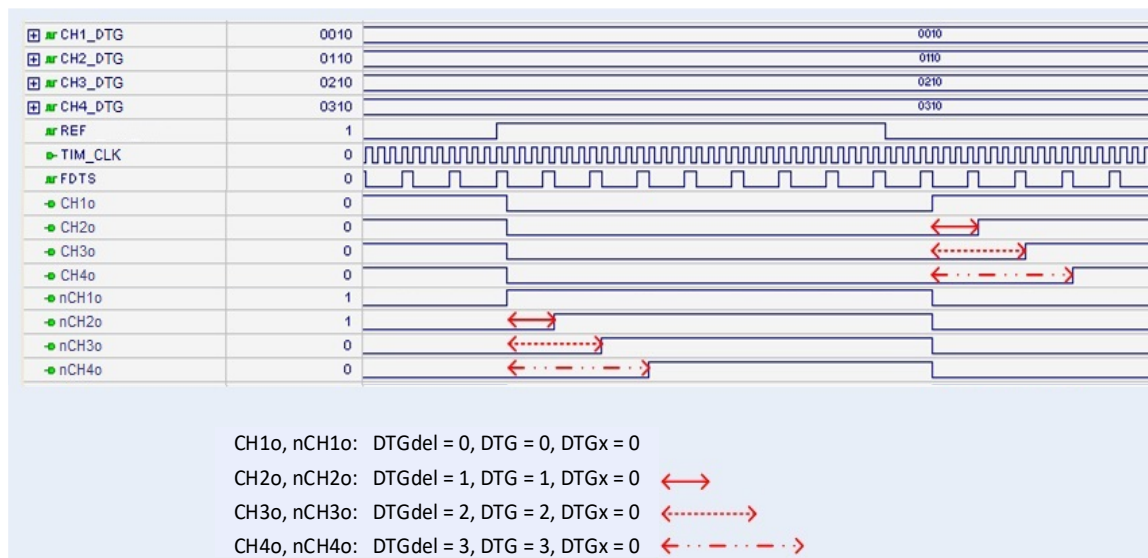 CH1_DTG 0010 0010
CH2_DTG 0110 0110
CH3_DTG 0210 0210
CH4_DTG 0310 0310
REF 1
TIM_CLK 0
FDTS 0
CH1o 0
CH2o 0
CH3o 0
CH4o 0
nCH1o 1
nCH2o 1
nCH3o 0
nCH4o 0
CH1o, nCH1o: DTGdel = 0, DTG = 0, DTGx = 0
CH2o, nCH2o: DTGdel = 1, DTG = 1, DTGx = 0
CH3o, nCH3o: DTGdel = 2, DTG = 2, DTGx = 0
CH4o, nCH4o: DTGdel = 3, DTG = 3, DTGx = 0